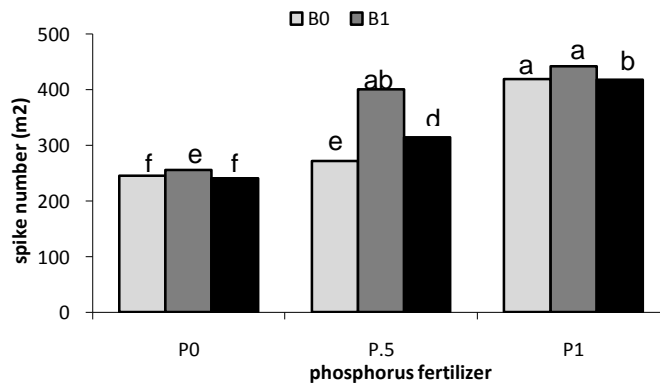 B0 B1
500
400
300
200
100
0
spike number (m2)
f e f
e ab d
a a b
P0 P.5 P1
phosphorus fertilizer